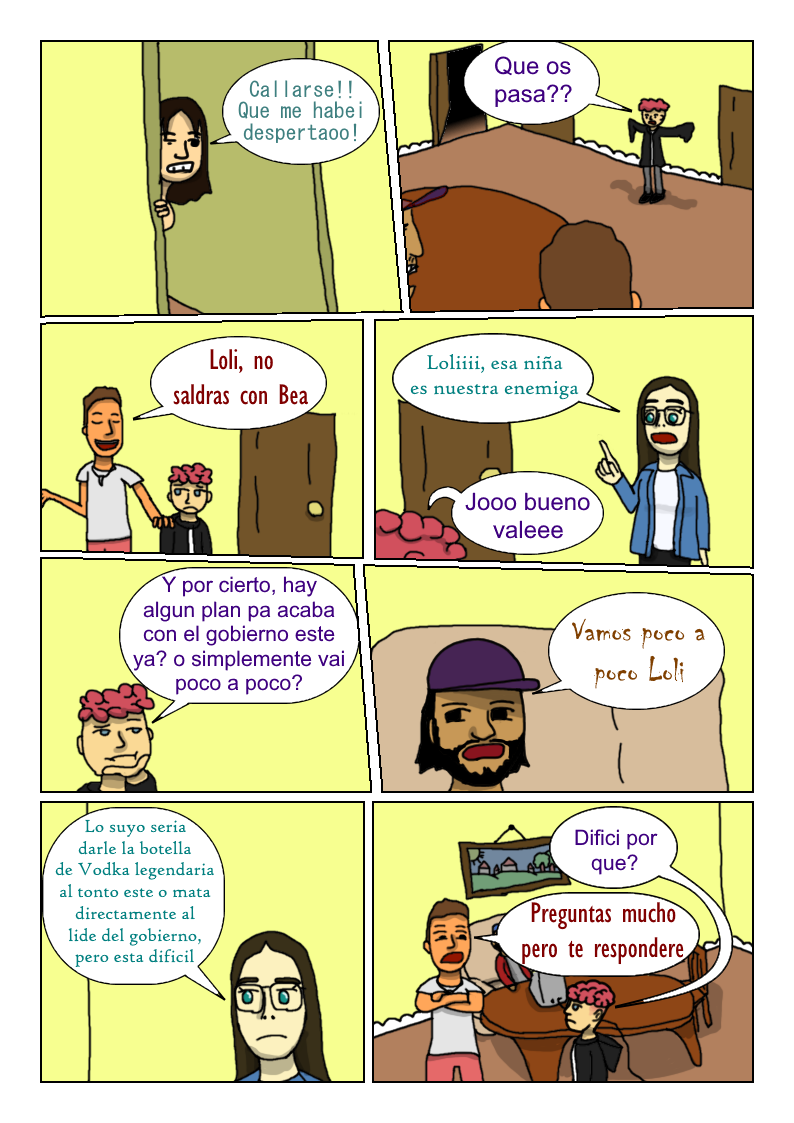 Callarse!!
Que me habei
despertaoo!
Que os
pasa??
Loli, no
saldras con Bea
Loliiii, esa niña
es nuestra enemiga
Jooo bueno
valeee
Y por cierto, hay
algun plan pa acaba
con el gobierno este
ya? o simplemente vai
poco a poco?
Vamos poco a
poco Loli
Lo suyo seria
darle la botella
de Vodka legendaria
al tonto este o mata
directamente al
lide del gobierno,
pero esta dificil
Difici por
que?
Preguntas mucho
pero te respondere